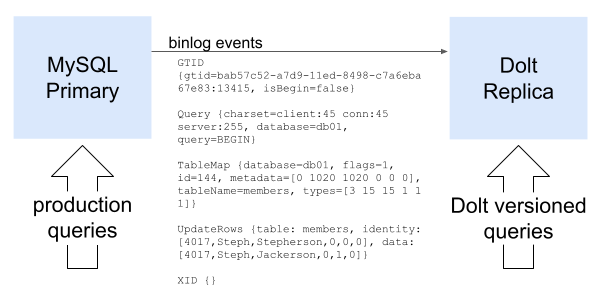 MySQL
Primary
binlog events
Dolt
Replica
GTID
{gtid=bab57c52-a7d9-11ed-8498-c7a6eba
67e83:13415, isBegin=false}
Query {charset=client:45 conn:45
server:255, database=db01,
query=BEGIN}
TableMap {database=db01, flags=1,
id=144, metadata=[0 1020 1020 0 0 0],
tableName=members, types=[3 15 15 1 1
1]}
UpdateRows {table: members, identity:
[4017,Steph,Stepherson,0,0,0], data:
[4017,Steph,Jackerson,0,1,0]}
XID {}
production
queries
Dolt versioned
queries